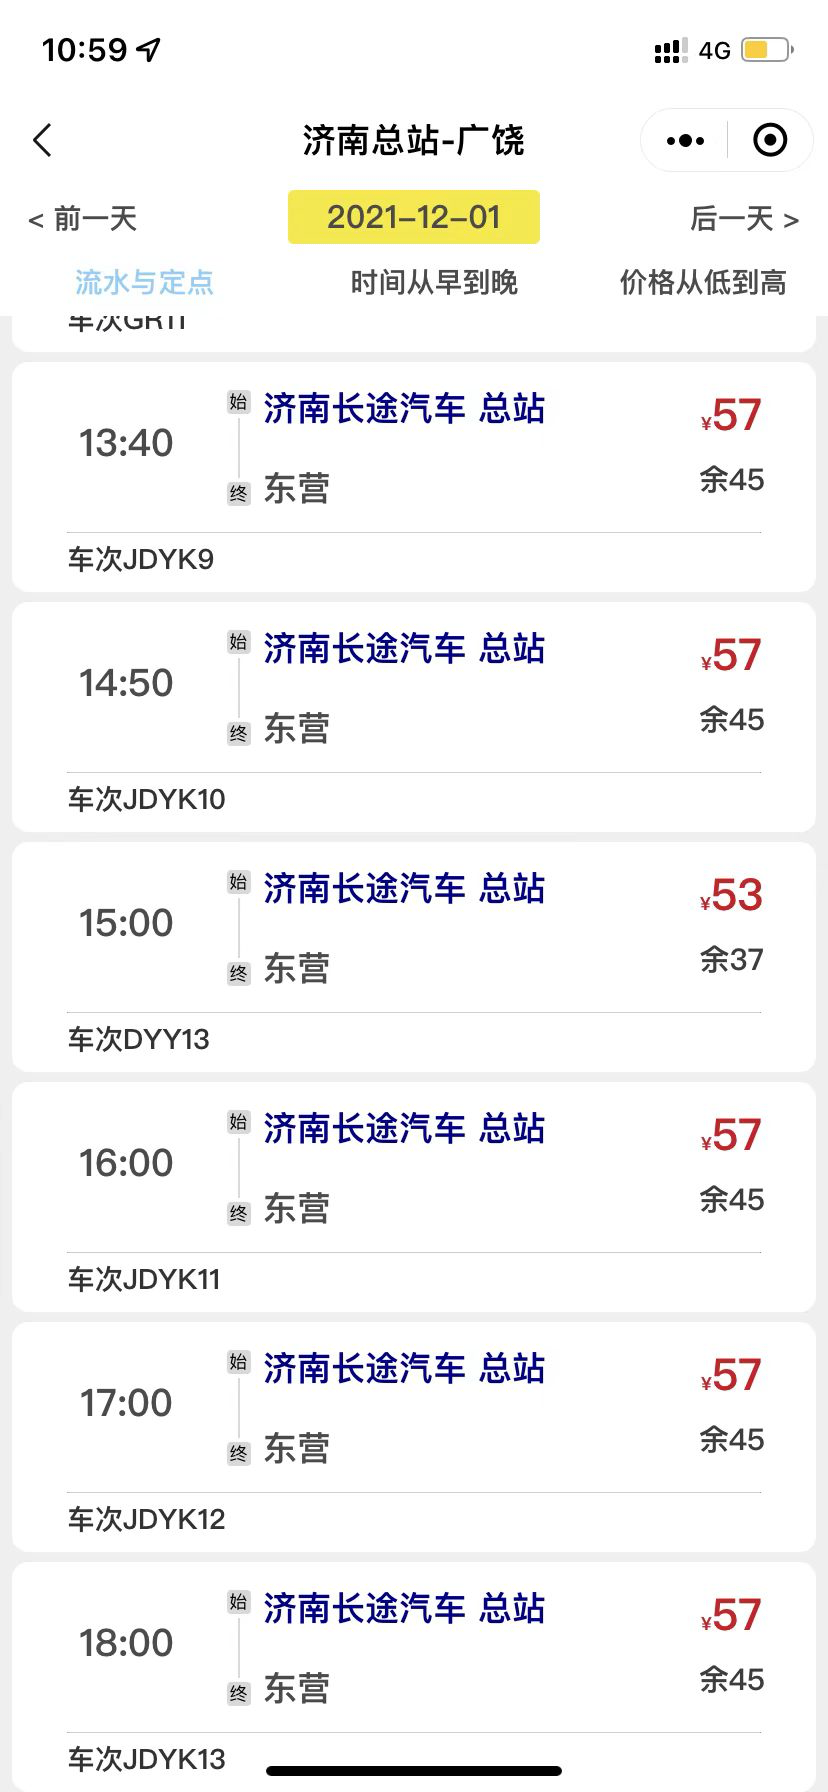 10:59
4G
济南总站-广饶
< 前一天
2021-12-01
后一天 >
流水与定点
时间从早到晚
价格从低到高
车次GR11
13:40
始
济南长途汽车 总站
¥57
终
东营
余45
车次JDYK9
14:50
始
济南长途汽车 总站
¥57
终
东营
余45
车次JDYK10
15:00
始
济南长途汽车 总站
¥53
终
东营
余37
车次DYY13
16:00
始
济南长途汽车 总站
¥57
终
东营
余45
车次JDYK11
17:00
始
济南长途汽车 总站
¥57
终
东营
余45
车次JDYK12
18:00
始
济南长途汽车 总站
¥57
终
东营
余45
车次JDYK13